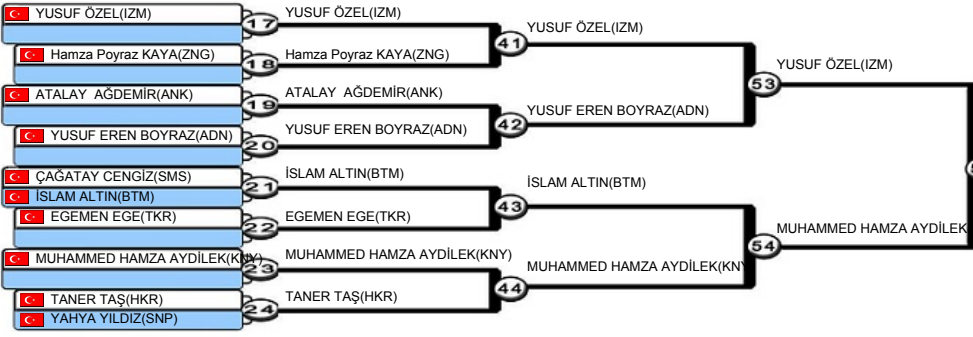 YUSUF ÖZEL(IZM)
17
YUSUF ÖZEL(IZM)
Hamza Poyraz KAYA(ZNG)
18
Hamza Poyraz KAYA(ZNG)
41
YUSUF ÖZEL(IZM)
ATALAY AĞDEMİR(ANK)
19
ATALAY AĞDEMİR(ANK)
YUSUF EREN BOYRAZ(ADN)
20
YUSUF EREN BOYRAZ(ADN)
42
YUSUF EREN BOYRAZ(ADN)
53
YUSUF ÖZEL(IZM)
ÇAĞATAY CENGİZ(SMS)
İSLAM ALTIN(BTM)
21
İSLAM ALTIN(BTM)
EGEMEN EGE(TKR)
22
EGEMEN EGE(TKR)
43
İSLAM ALTIN(BTM)
MUHAMMED HAMZA AYDİLEK(KNY)
23
MUHAMMED HAMZA AYDİLEK(KNY)
TANER TAŞ(HKR)
YAHYA YILDIZ(SNP)
24
TANER TAŞ(HKR)
44
MUHAMMED HAMZA AYDİLEK(KNY
54
MUHAMMED HAMZA AYDİLEK